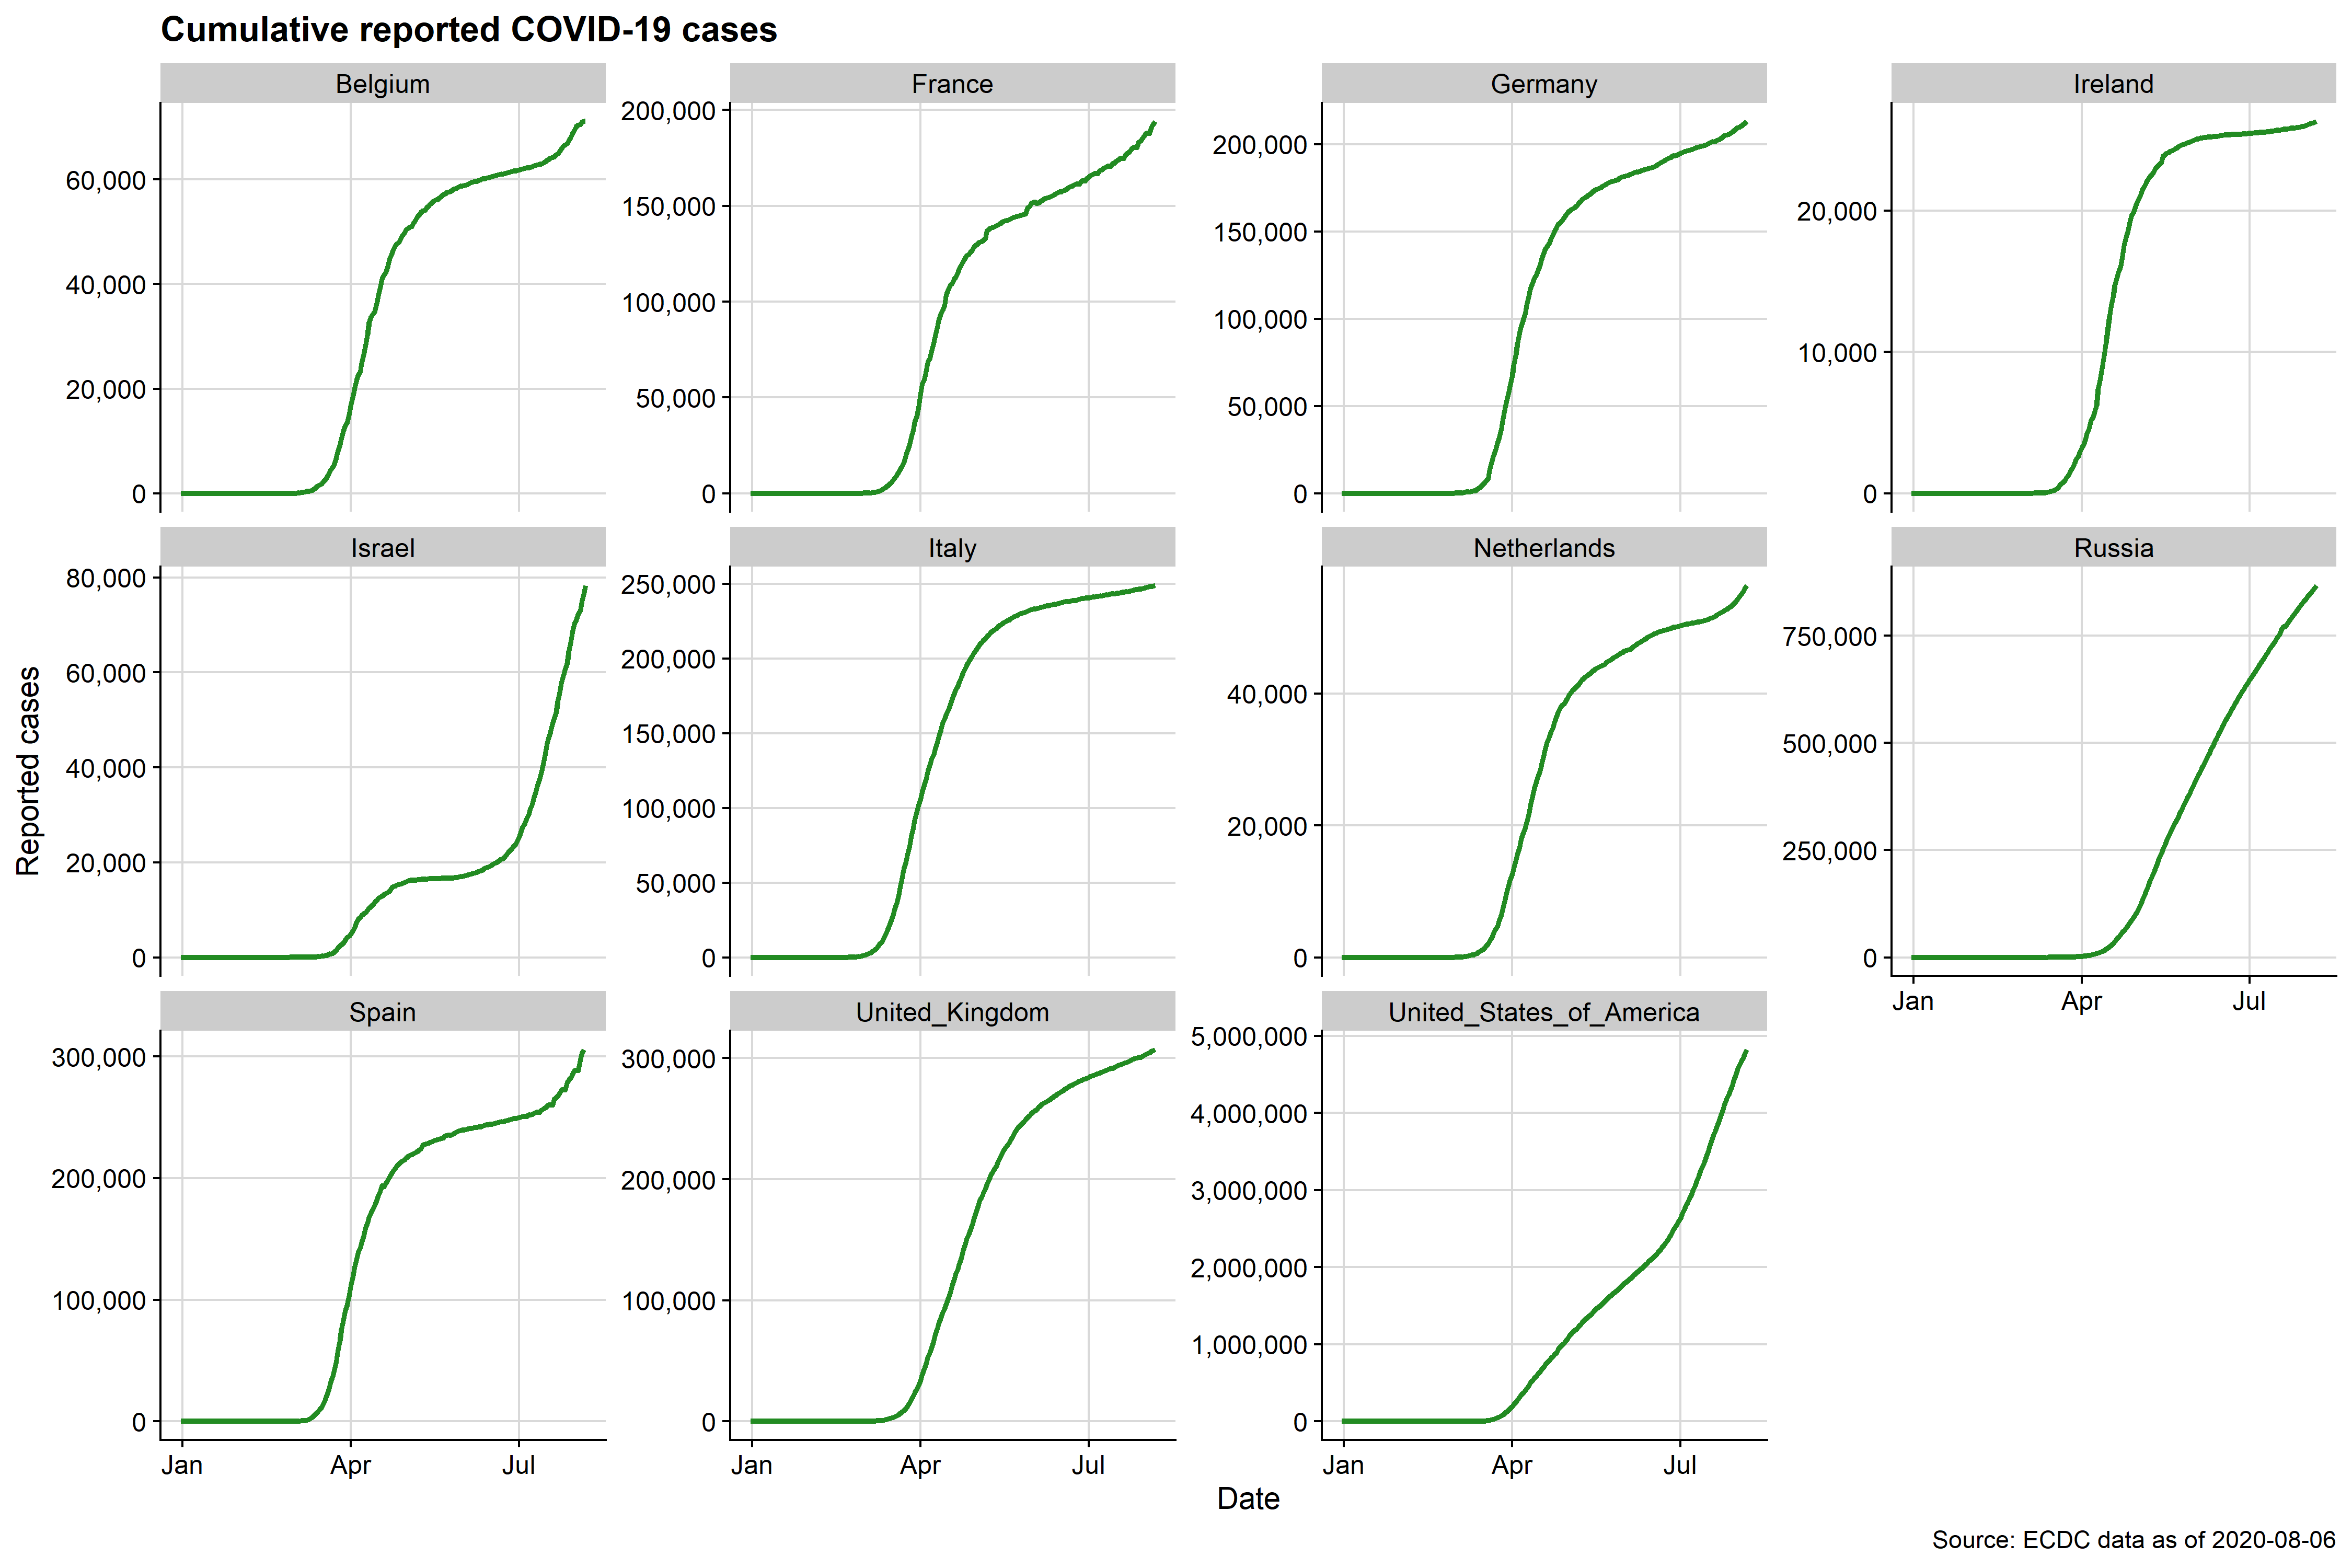 Cumulative reported COVID-19 cases
Belgium
France
Germany
Ireland
60,000
40,000
20,000
0
200,000
150,000
100,000
50,000
0
200,000
150,000
100,000
50,000
0
20,000
10,000
0
Israel
Italy
Netherlands
Russia
80,000
60,000
40,000
20,000
0
250,000
200,000
150,000
100,000
50,000
0
40,000
20,000
0
750,000
500,000
250,000
0
Jan Apr Jul
Reported cases
Spain
United_Kingdom
United_States_of_America
300,000
200,000
100,000
0
300,000
200,000
100,000
0
5,000,000
4,000,000
3,000,000
2,000,000
1,000,000
0
Jan Apr Jul
Jan Apr Jul
Jan Apr Jul
Date
Source: ECDC data as of 2020-08-06